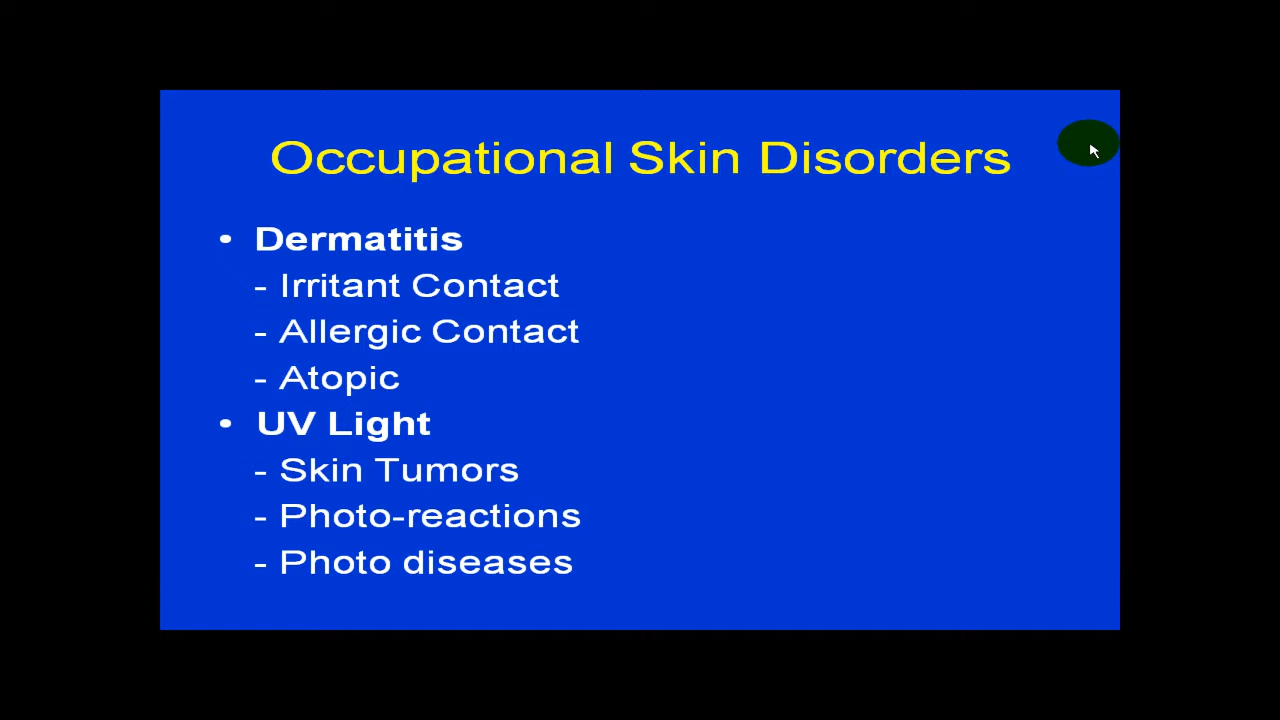 Occupational Skin Disorders
• Dermatitis
- Irritant Contact
- Allergic Contact
- Atopic
• UV Light
- Skin Tumors
- Photo-reactions
- Photo diseases